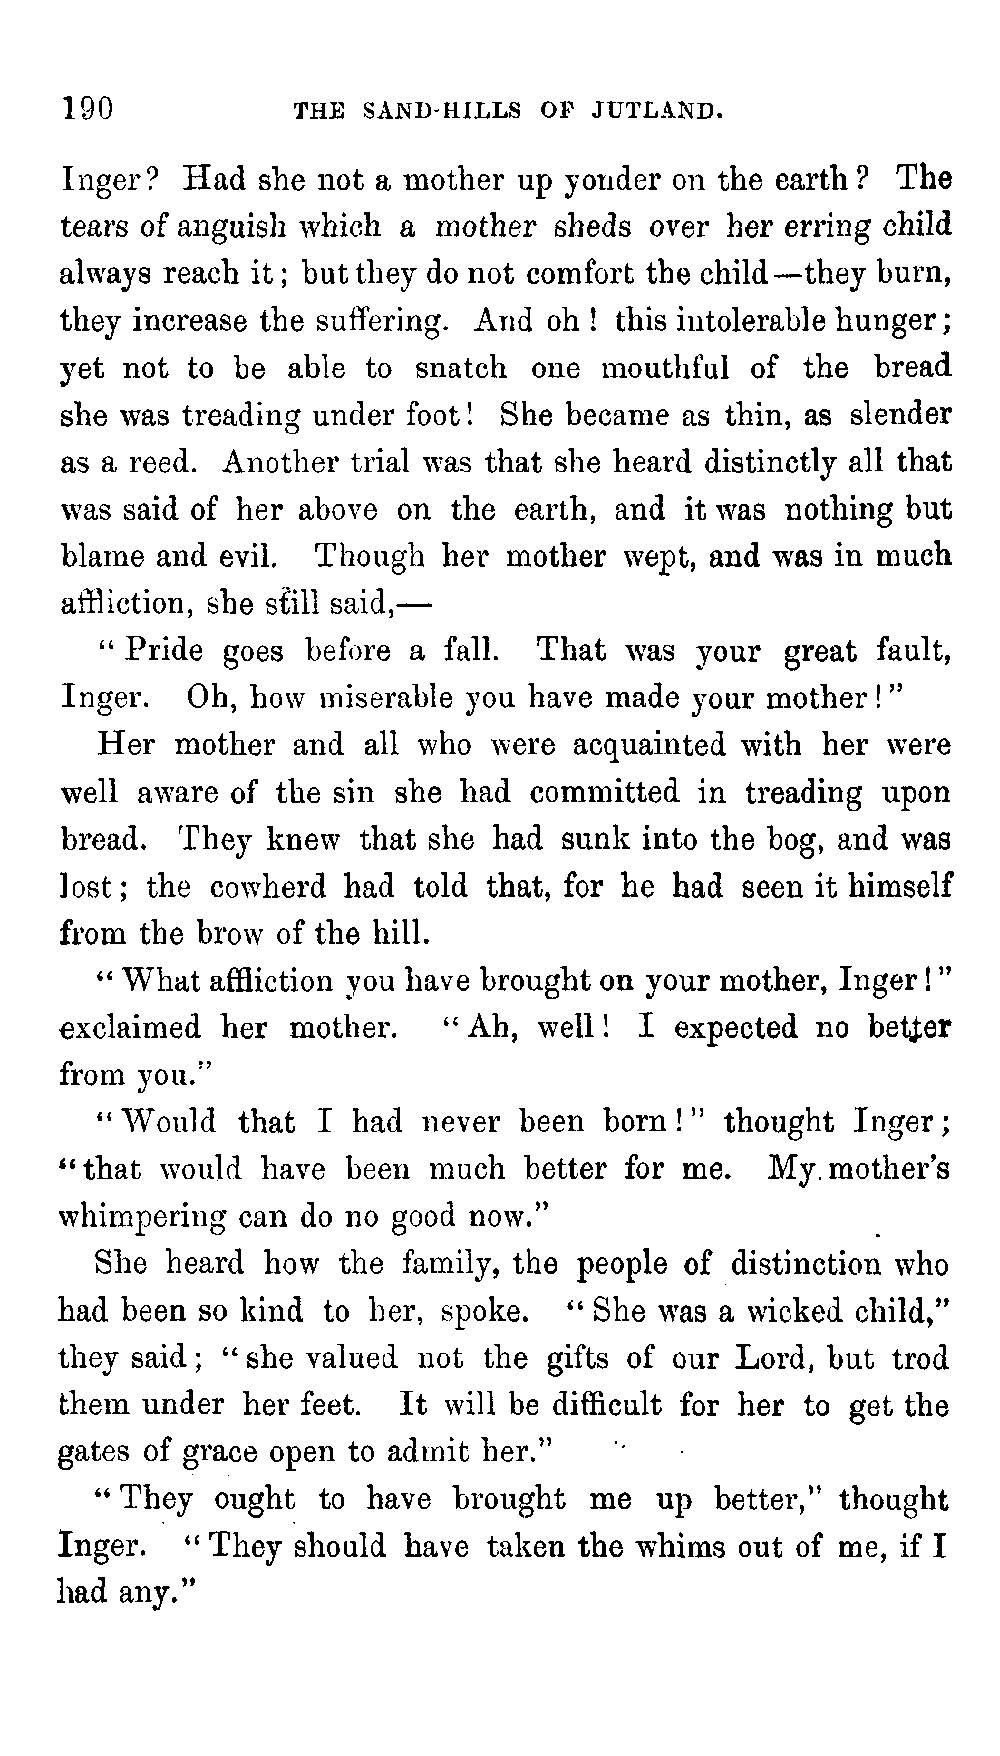 190 THE SAND-HILLS OF JUTLAND.
Inger? Had she not a mother up yonder on the earth? The
tears of anguish which a mother sheds over her erring child
always reach it; but they do not comfort the child—they burn,
they increase the suffering. And oh! this intolerable hunger;
yet not to be able to snatch one mouthful of the bread
she was treading under foot! She became as thin, as slender
as a reed. Another trial was that she heard distinctly all that
was said of her above on the earth, and it was nothing but
blame and evil. Though her mother wept, and was in much
affliction, she still said,—
"Pride goes before a fall. That was your great fault,
Inger. Oh, how miserable you have made your mother!"
Her mother and all who were acquainted with her were
well aware of the sin she had committed in treading upon
bread. They knew that she had sunk into the bog, and was
lost; the cowherd had told that, for he had seen it himself
from the brow of the hill.
"What affliction you have brought on your mother, Inger!"
exclaimed her mother. "Ah, well! I expected no better
from you."
"Would that I had never been born!" thought Inger;
"that would have been much better for me. My mother's
whimpering can do no good now."
She heard how the family, the people of distinction who
had been so kind to her, spoke. "She was a wicked child,"
they said; "she valued not the gifts of our Lord, but trod
them under her feet. It will be difficult for her to get the
gates of grace open to admit her."
"They ought to have brought me up better," thought
Inger. "They should have taken the whims out of me, if I
had any."